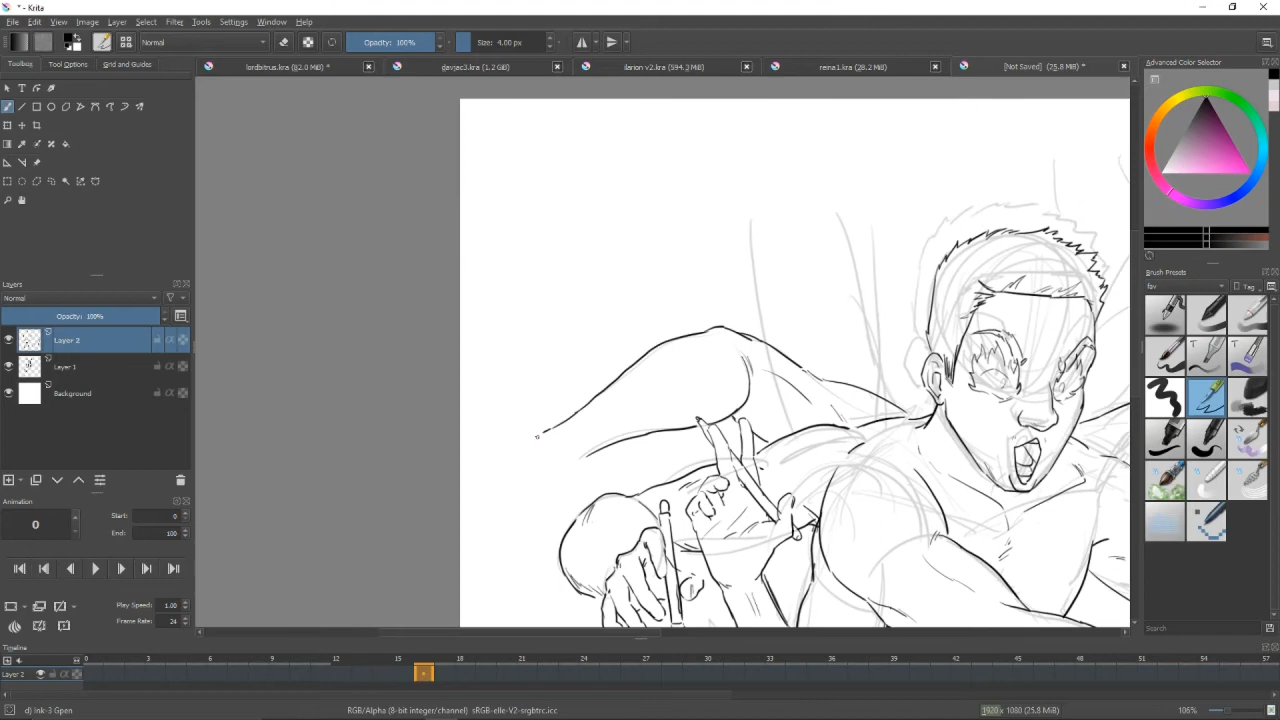 * - Krita
File Edit View Image Layer Select Filter Tools Settings Window Help
Normal Opacity: 100% Size: 4.00 px
Toolbox Tool Options Grid and Guides
lordbitrus.kra (82.0 MiB) * davjaz3.kra (1.2 GiB) ilarion v2.kra (594.3 MiB) reina1.kra (28.2 MiB) [Not Saved] (25.8 MiB) *
Advanced Color Selector
Layers
Normal
Opacity: 100%
Layer 2
Layer 1
Background
Brush Presets
fav Tag
Animation
0 Start: 0
End: 100
Play Speed: 1.00
Frame Rate: 24
Search
Timeline
0 3 6 9 12 15 18 21 24 27 30 33 36 39 42 45 48 51 54 57
Layer 2
d) Ink-3 Gpen RGB/Alpha (8-bit integer/channel) sRGB-elle-V2-srgbtrc.icc 1920 x 1080 (25.8 MiB) 106%